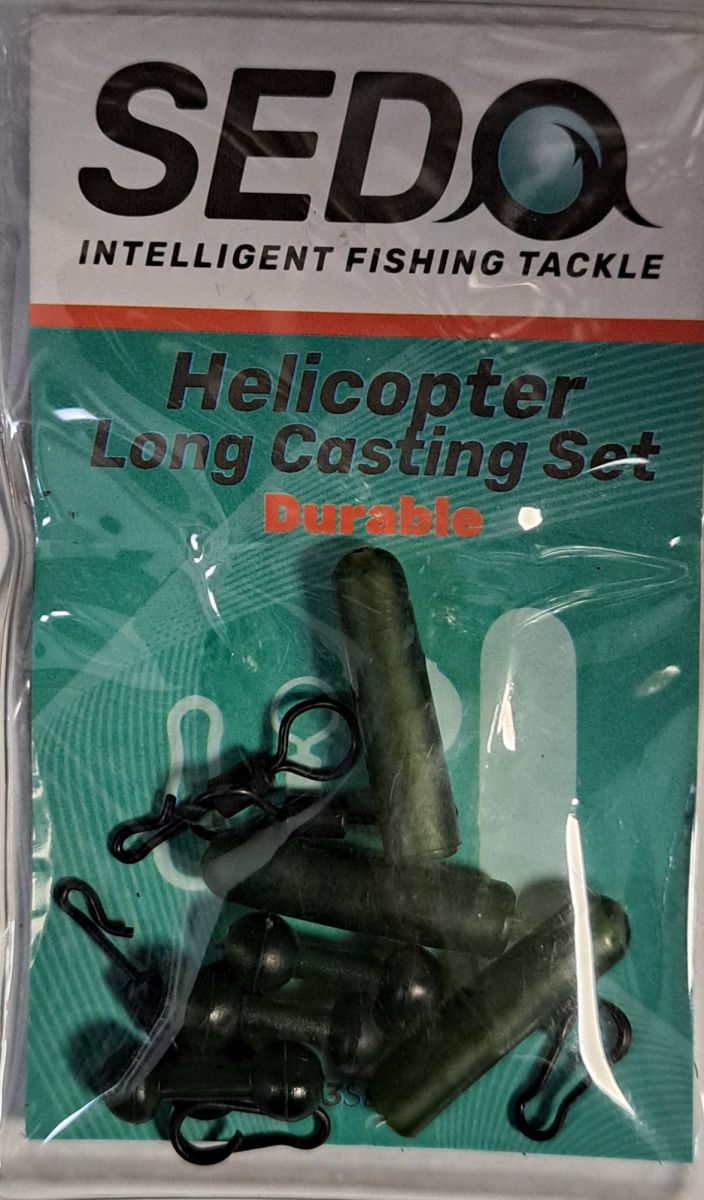 SEDO
INTELLIGENT FISHING TACKLE
Helicopter
Long Casting Set
Durable